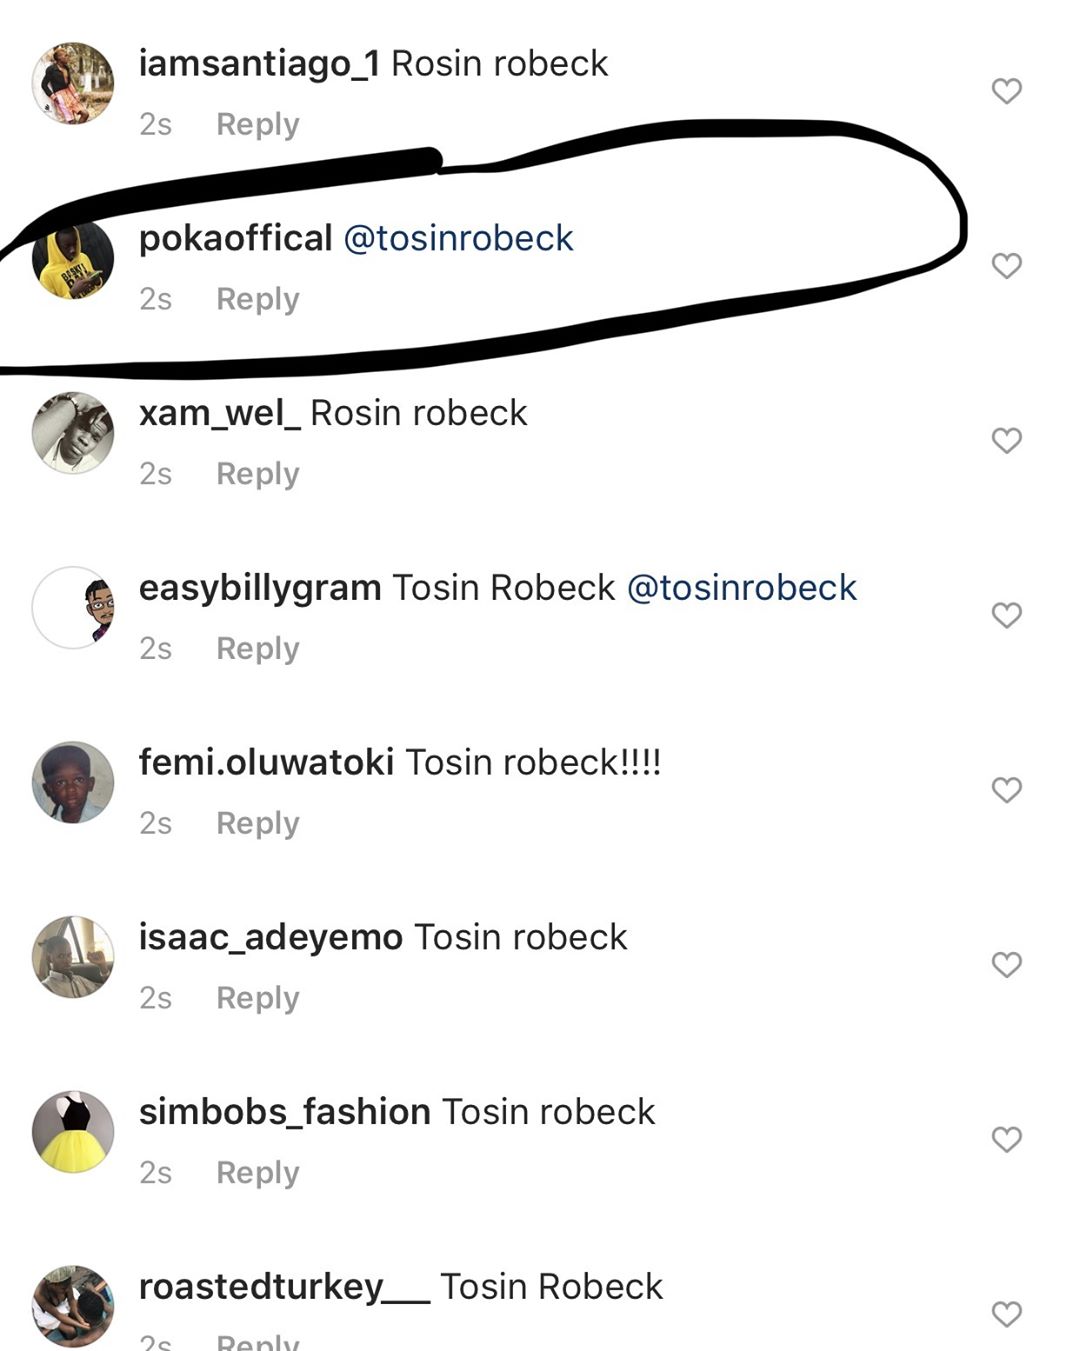 iamsantiago_1 Rosin robeck
2s Reply
pokaoffical @tosinrobeck
2s Reply
xam_wel_ Rosin robeck
2s Reply
easybillygram Tosin Robeck @tosinrobeck
2s Reply
femi.oluwatoki Tosin robeck!!!!
2s Reply
isaac_adeyemo Tosin robeck
2s Reply
simbobs_fashion Tosin robeck
2s Reply
roastedturkey___ Tosin Robeck
2s Reply